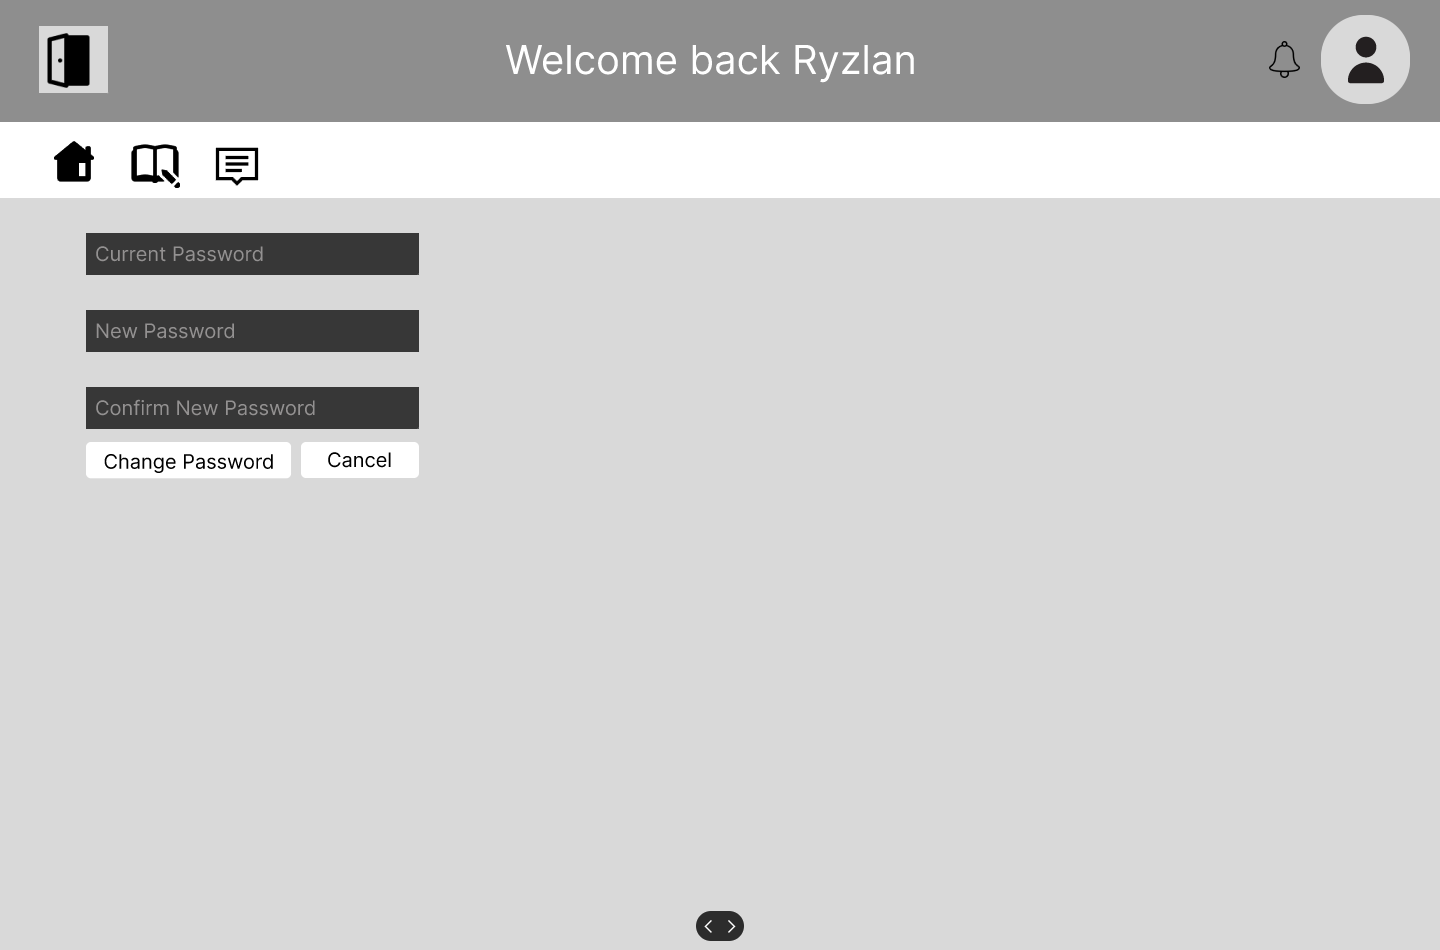 Welcome back Ryzlan
Current Password
New Password
Confirm New Password
Change Password
Cancel